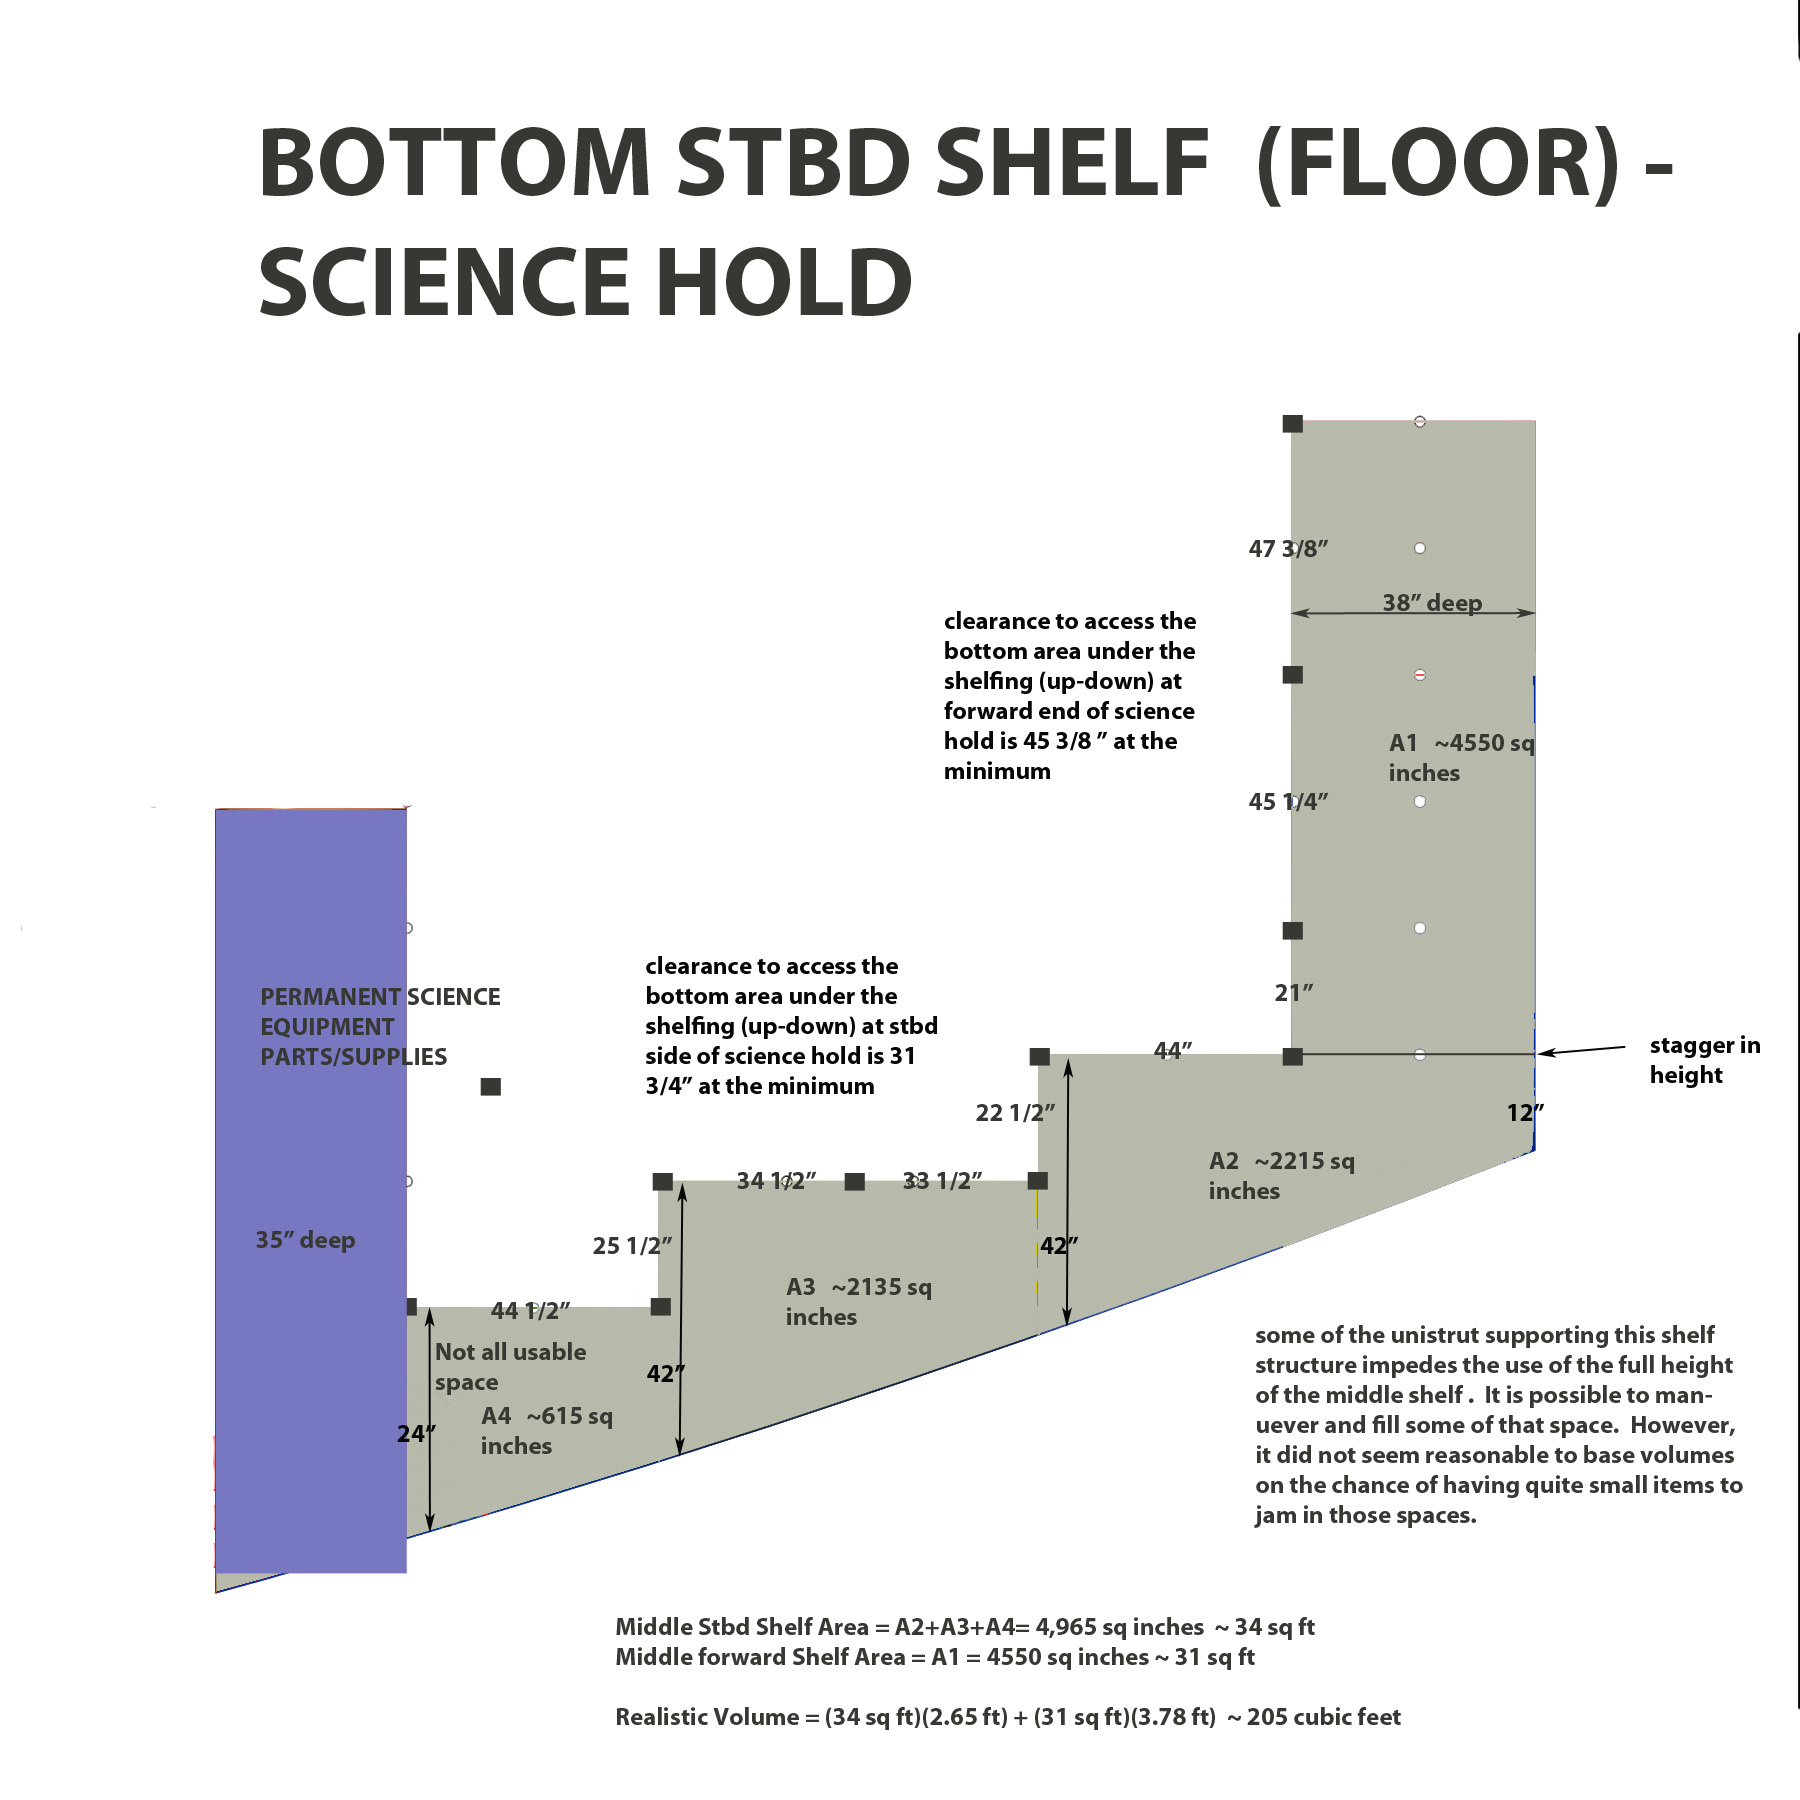 BOTTOM STBD SHELF (FLOOR) -
SCIENCE HOLD
47 3/8”
38” deep
clearance to access the
bottom area under the
shelfing (up-down) at
forward end of science
hold is 45 3/8 ” at the
minimum
A1 ~4550 sq
inches
45 1/4”
21”
clearance to access the
bottom area under the
shelfing (up-down) at stbd
side of science hold is 31
3/4” at the minimum
PERMANENT SCIENCE
EQUIPMENT
PARTS/SUPPLIES
44”
stagger in
height
22 1/2”
12”
A2 ~2215 sq
inches
34 1/2”
33 1/2”
35” deep
25 1/2”
42”
A3 ~2135 sq
inches
44 1/2”
Not all usable
space
42”
A4 ~615 sq
inches
24”
some of the unistrut supporting this shelf
structure impedes the use of the full height
of the middle shelf . It is possible to man-
uever and fill some of that space. However,
it did not seem reasonable to base volumes
on the chance of having quite small items to
jam in those spaces.
Middle Stbd Shelf Area = A2+A3+A4= 4,965 sq inches ~ 34 sq ft
Middle forward Shelf Area = A1 = 4550 sq inches ~ 31 sq ft
Realistic Volume = (34 sq ft)(2.65 ft) + (31 sq ft)(3.78 ft) ~ 205 cubic feet